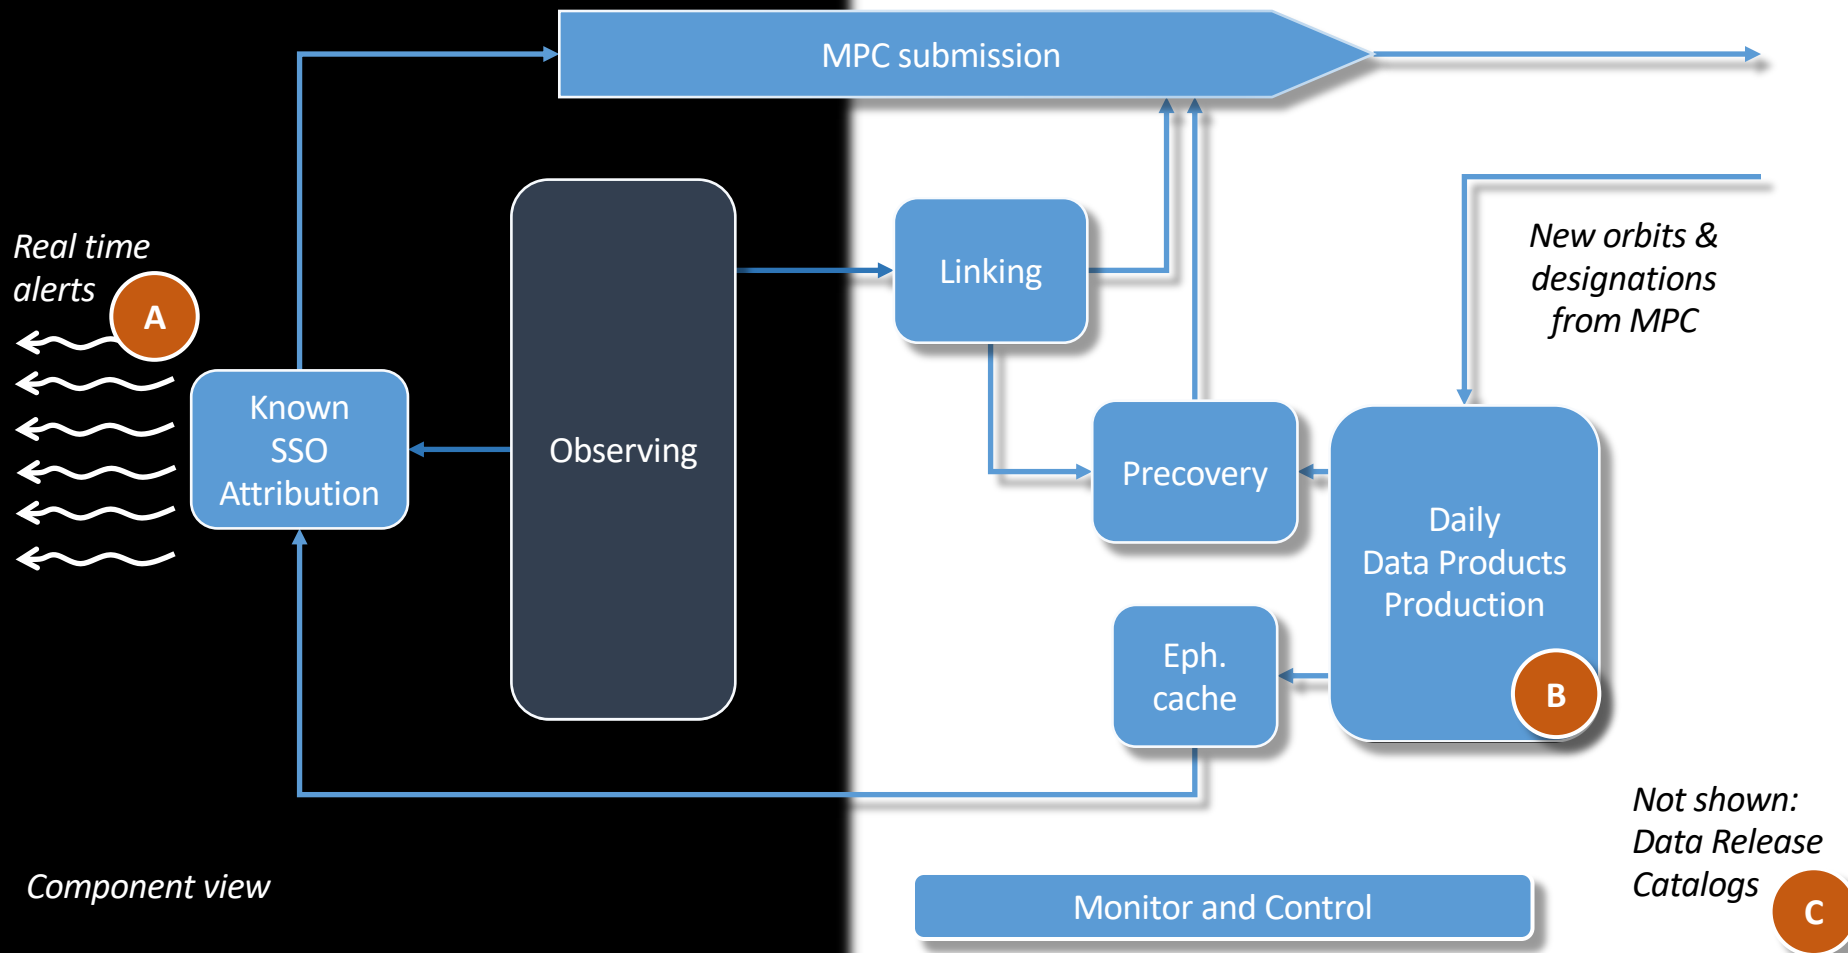 MPC submission
Real time
alerts
A
Known
SSO
Attribution
Observing
Linking
New orbits &
designations
from MPC
Precovery
Daily
Data Products
Production
B
Eph.
cache
Not shown:
Data Release
Catalogs
C
Component view
Monitor and Control